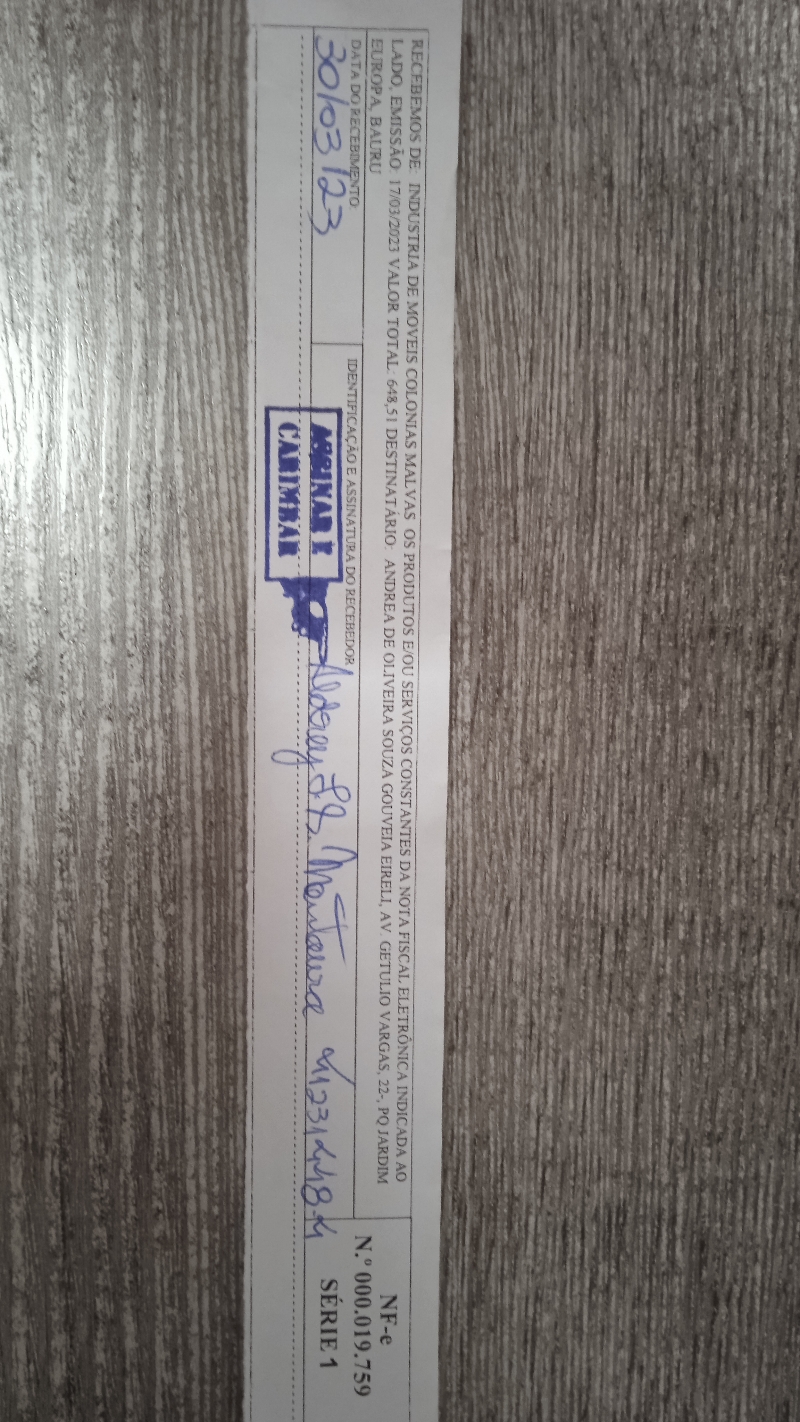 RECEBEMOS DE: INDUSTRIA DE MOVEIS COLONIAS MALVAS OS PRODUTOS E/OU SERVIÇOS CONSTANTES DA NOTA FISCAL ELETRÔNICA INDICADA AO
LADO, EMISSÃO: 17/03/2023 VALOR TOTAL: 648,51 DESTINATÁRIO: ANDREA DE OLIVEIRA SOUZA GOUVEIA EIRELI, AV. GETULIO VARGAS, 22-, PQ JARDIM
EUROPA, BAURU
DATA DO RECEBIMENTO
30/03/23
IDENTIFICAÇÃO E ASSINATURA DO RECEBEDOR
ASSINAR E
CARIMBAR
NF-e
N.º 000.019.759
SÉRIE 1